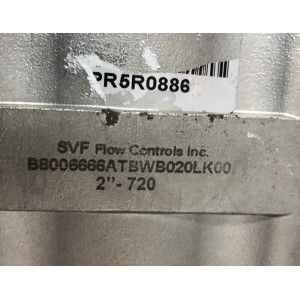 PR5R0886
SVF Flow Controls Inc.
B8006666ATBWB020LK00
2"- 720